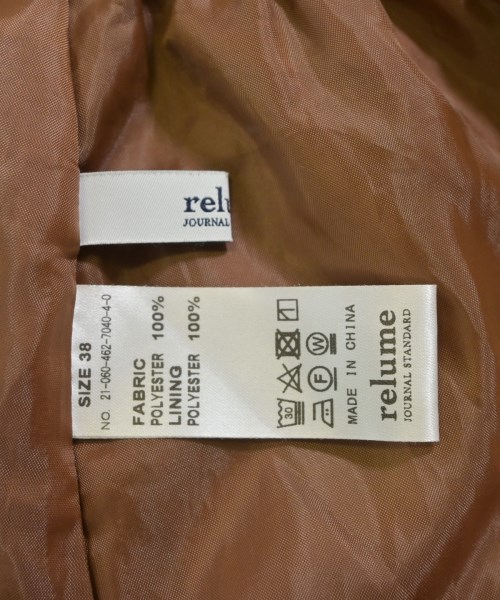 relu
JOURNAL
SIZE 38
NO. 21-060-462-7040-4-0
FABRIC
POLYESTER 100%
LINING
POLYESTER 100%
30
F W
MADE IN CHINA
relume
JOURNAL STANDARD